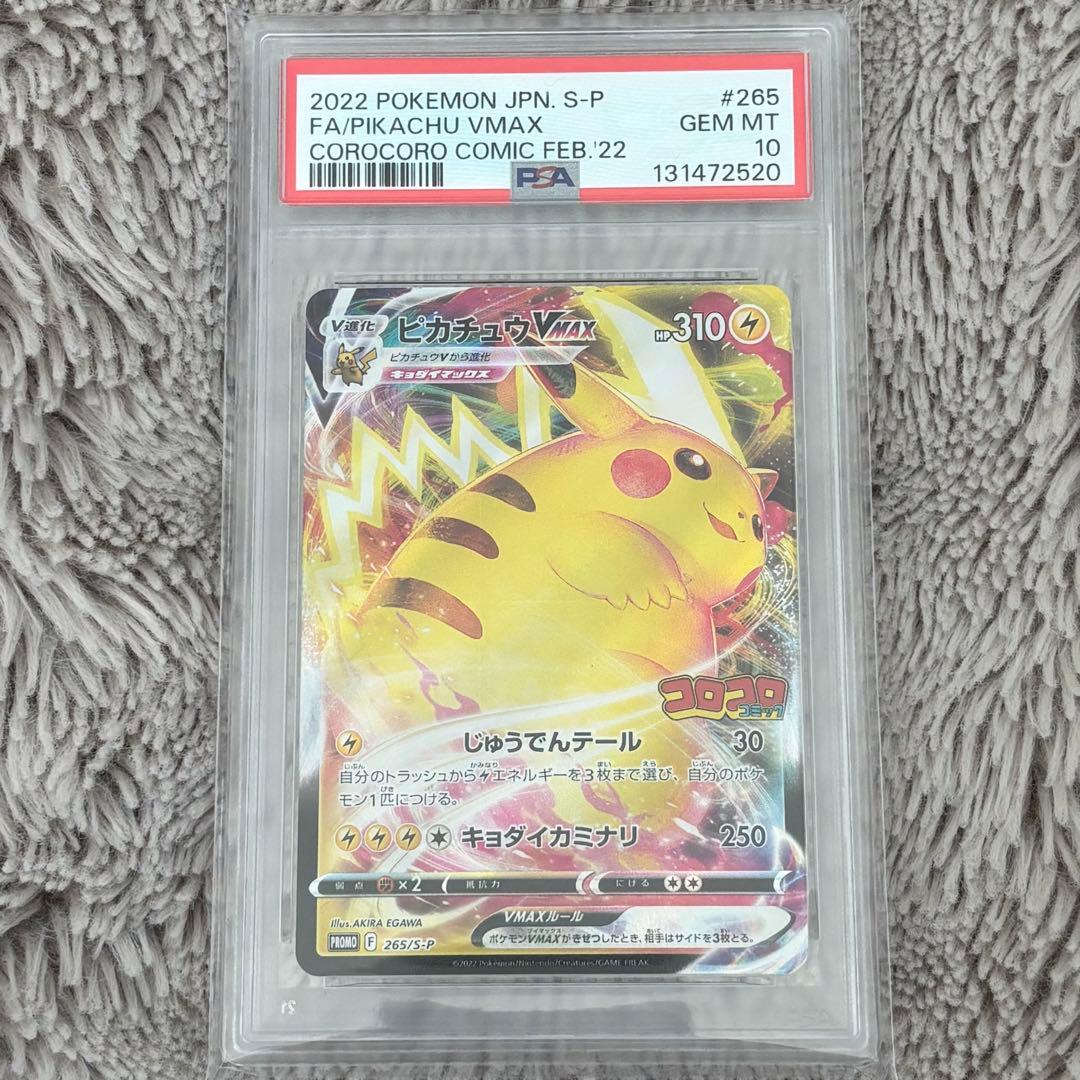 2022 POKEMON JPN. S-P #265
FA/PIKACHU VMAX GEM MT
COROCORO COMIC FEB.'22 10
PSA 131472520
V進化 ピカチュウVMAX HP310
ピカチュウVから進化
キョダイマックス
コロコロ
コミック
じゅうでんテール 30
自分のトラッシュからエネルギーを3枚まで選び、自分のポケ
モン1匹につける。
キョダイカミナリ 250
弱点 ×2 抵抗力 にげる
Illus.AKIRA EGAWA
VMAXルール
ポケモンVMAXがきぜつしたとき、相手はサイドを3枚とる。
PROMO F 265/S-P
©2022 Pokémon/Nintendo/Creatures/GAME FREAK